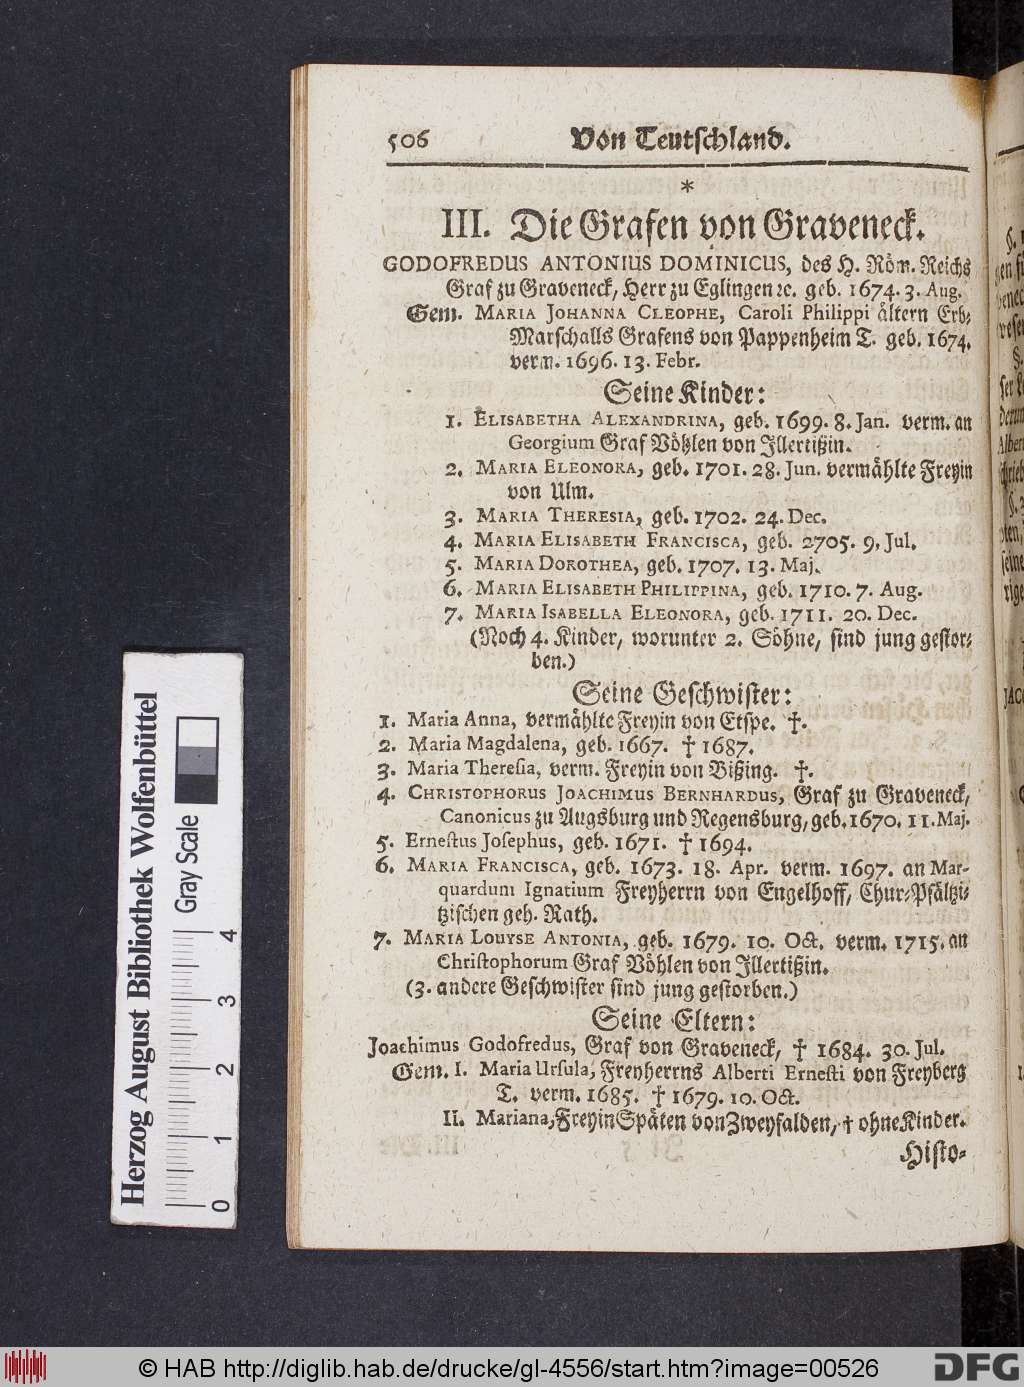 506 Von Teutschland.
*
III. Die Grafen von Graveneck.
GODOFREDUS ANTONIUS DOMINICUS, des H. Röm. Reichs
Graf zu Graveneck, Herr zu Eglingen ꝛc. geb. 1674. 3. Aug.
Gem. MARIA JOHANNA CLEOPHE, Caroli Philippi ältern Erb-
Marschalls Grafens von Pappenheim T. geb. 1674.
verm. 1696. 13. Febr.
Seine Kinder:
1. ELISABETHA ALEXANDRINA, geb. 1699. 8. Jan. verm. an
Georgium Graf Vöhlen von Illertißin.
2. MARIA ELEONORA, geb. 1701. 28. Jun. vermählte Freyin
von Ulm.
3. MARIA THERESIA, geb. 1702. 24. Dec.
4. MARIA ELISABETH FRANCISCA, geb. 2705. 9. Jul.
5. MARIA DOROTHEA, geb. 1707. 13. Maj.
6. MARIA ELISABETH PHILIPPINA, geb. 1710. 7. Aug.
7. MARIA ISABELLA ELEONORA, geb. 1711. 20. Dec.
(Noch 4. Kinder, worunter 2. Söhne, sind jung gestor-
ben.)
Seine Geschwister:
1. Maria Anna, vermählte Freyin von Etspe. †.
2. Maria Magdalena, geb. 1667. † 1687.
3. Maria Theresia, verm. Freyin von Bißing. †.
4. CHRISTOPHORUS JOACHIMUS BERNHARDUS, Graf zu Graveneck,
Canonicus zu Augsburg und Regensburg, geb. 1670. 11. Maj.
5. Ernestus Josephus, geb. 1671. † 1694.
6. MARIA FRANCISCA, geb. 1673. 18. Apr. verm. 1697. an Mar-
quardum Ignatium Freyherrn von Engelhoff, Chur-Pfältzi-
tzischen geh. Rath.
7. MARIA LOUYSE ANTONIA, geb. 1679. 10. Oct. verm. 1715. an
Christophorum Graf Vöhlen von Illertißin.
(3. andere Geschwister sind jung gestorben.)
Seine Eltern:
Joachimus Godofredus, Graf von Graveneck, † 1684. 30. Jul.
Gem. I. Maria Ursula, Freyherrns Alberti Ernesti von Freyberg
T. verm. 1685. † 1679. 10. Oct.
II. Mariana, Freyin Späten von Zweyfalden, † ohne Kinder.
Histo-
Herzog August Bibliothek Wolfenbüttel
Gray Scale
0 1 2 3 4
© HAB http://diglib.hab.de/drucke/gl-4556/start.htm?image=00526
DFG